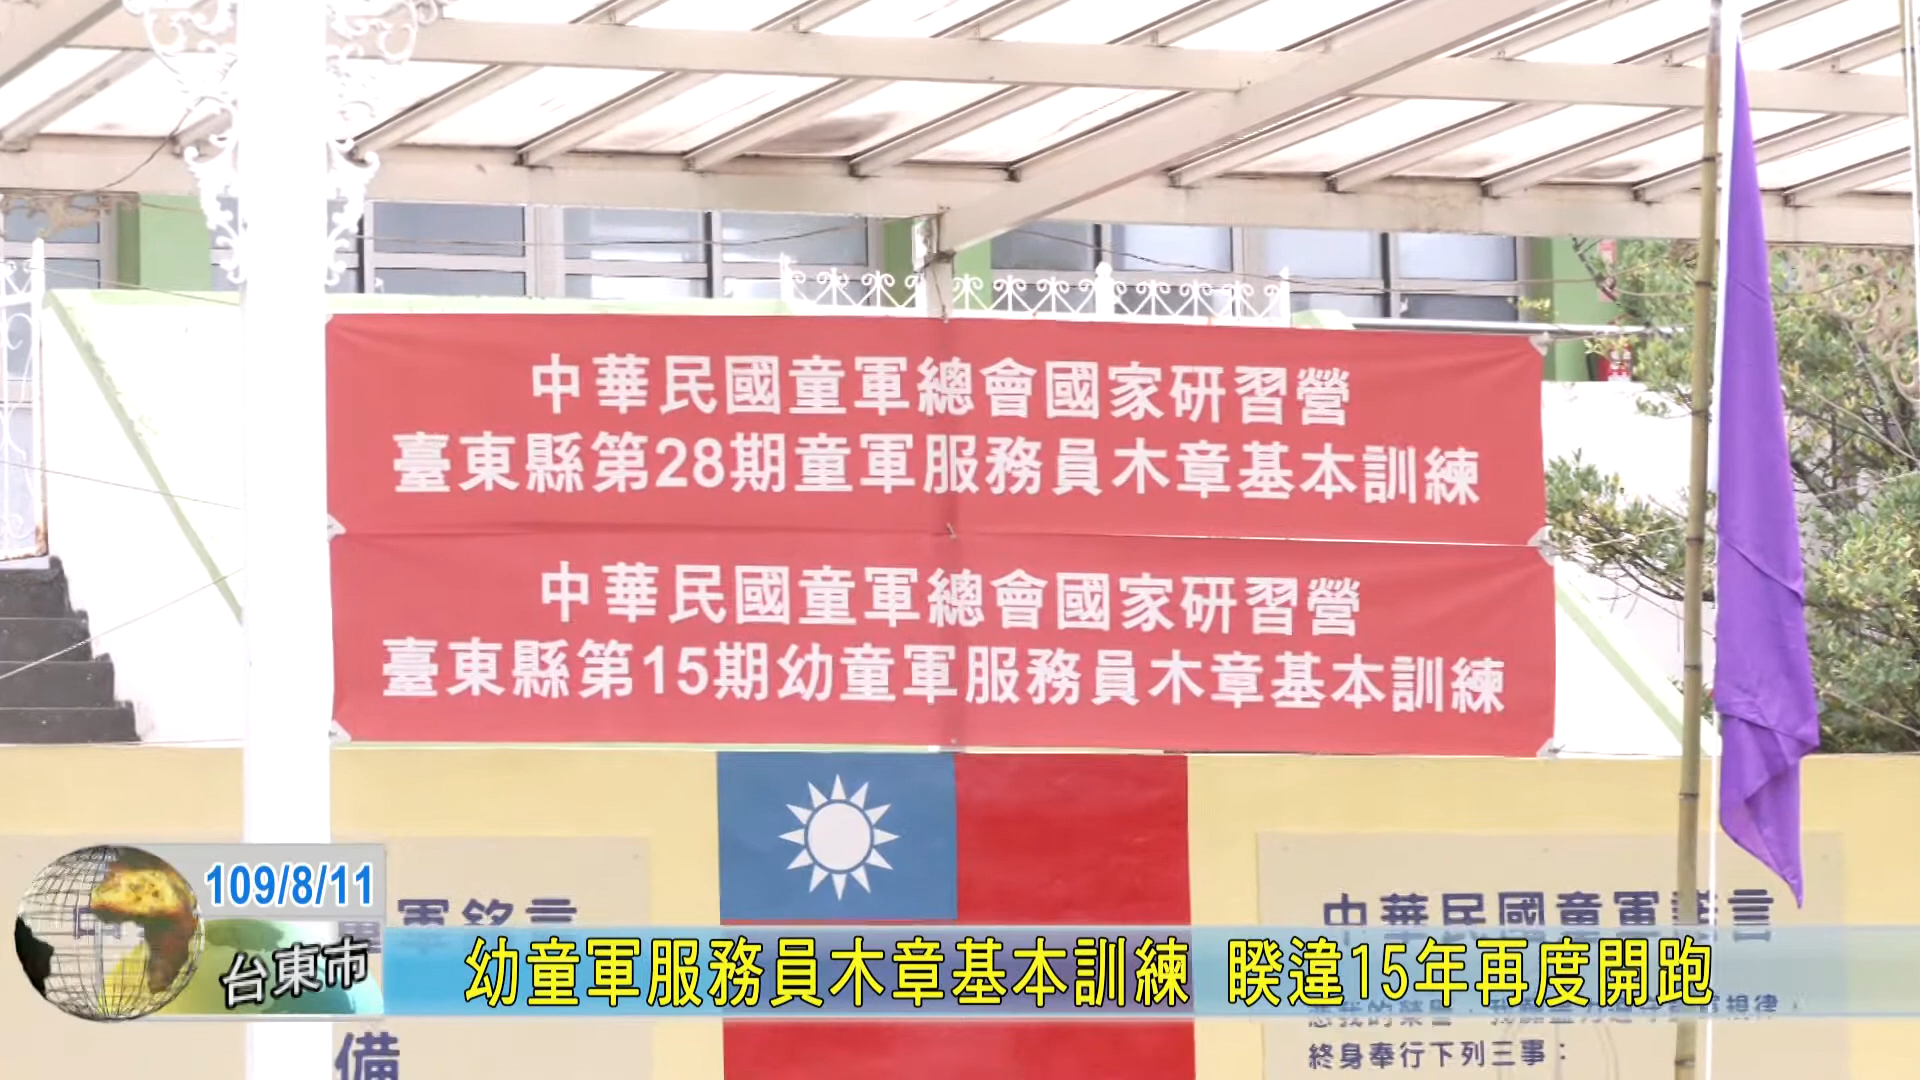 中華民國童軍總會國家研習營
臺東縣第28期童軍服務員木章基本訓練
中華民國童軍總會國家研習營
臺東縣第15期幼童軍服務員木章基本訓練
109/8/11
台東市
幼童軍服務員木章基本訓練 睽違15年再度開跑
軍銘言
備
中華民國童軍諾言
終身奉行下列三事：